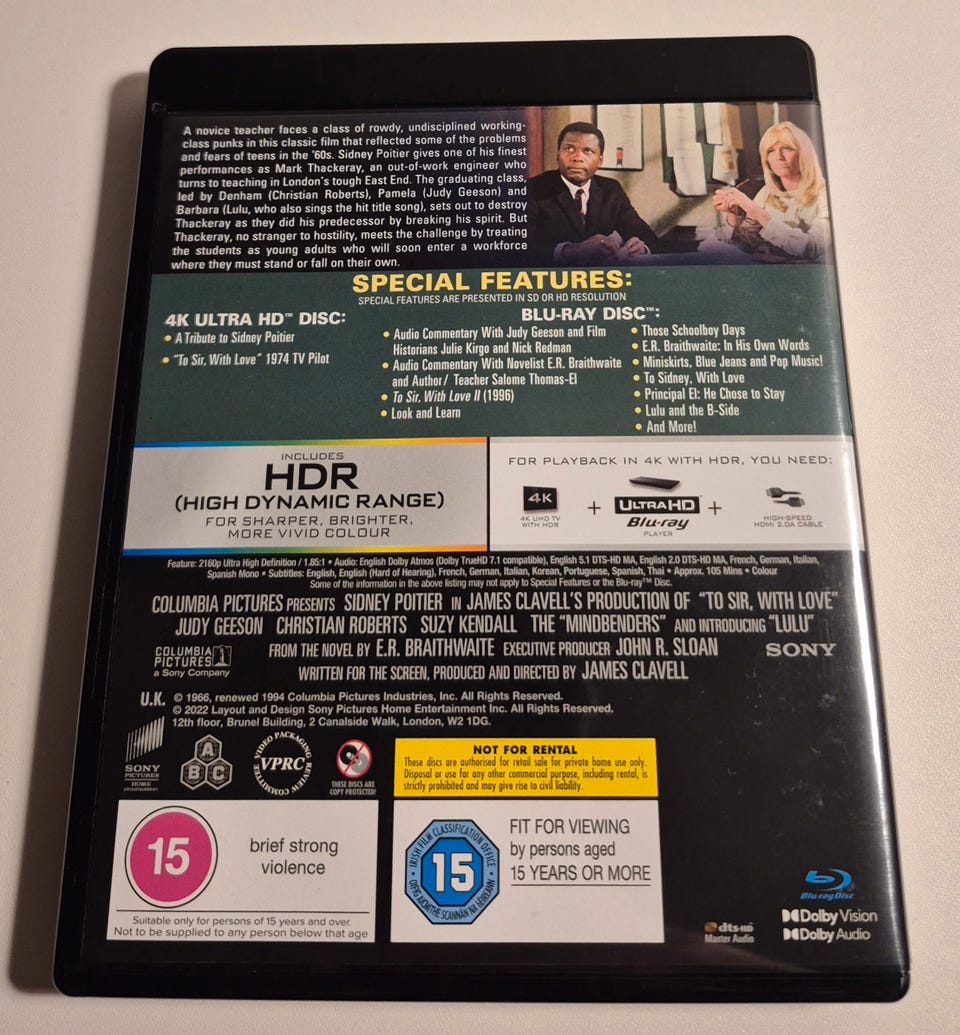 A novice teacher faces a class of rowdy, undisciplined working-
class punks in this classic film that reflected some of the problems
and fears of teens in the '60s. Sidney Poitier gives one of his finest
performances as Mark Thackeray, an out-of-work engineer who
turns to teaching in London's tough East End. The graduating class,
led by Denham (Christian Roberts), Pamela (Judy Geeson) and
Barbara (Lulu, who also sings the hit title song), sets out to destroy
Thackeray as they did his predecessor by breaking his spirit. But
Thackeray, no stranger to hostility, meets the challenge by treating
the students as young adults who will soon enter a workforce
where they must stand or fall on their own.
SPECIAL FEATURES:
SPECIAL FEATURES ARE PRESENTED IN SD OR HD RESOLUTION
4K ULTRA HD™ DISC:
• A Tribute to Sidney Poitier
• "To Sir, With Love" 1974 TV Pilot
BLU-RAY DISC™:
• Audio Commentary With Judy Geeson and Film
Historians Julie Kirgo and Nick Redman
• Audio Commentary With Novelist E.R. Braithwaite
and Author/ Teacher Salome Thomas-El
• To Sir, With Love II (1996)
• Look and Learn
• Those Schoolboy Days
• E.R. Braithwaite: In His Own Words
• Miniskirts, Blue Jeans and Pop Music!
• To Sidney, With Love
• Principal El: He Chose to Stay
• Lulu and the B-Side
• And More!
INCLUDES
HDR
(HIGH DYNAMIC RANGE)
FOR SHARPER, BRIGHTER,
MORE VIVID COLOUR
FOR PLAYBACK IN 4K WITH HDR, YOU NEED:
4K
4K UHD TV
WITH HDR
+
ULTRA HD
Blu-ray
PLAYER
+
HIGH-SPEED
HDMI 2.0A CABLE
Feature: 2160p Ultra High Definition / 1.85:1 • Audio: English Dolby Atmos (Dolby TrueHD 7.1 compatible), English 5.1 DTS-HD MA, English 2.0 DTS-HD MA, French, German, Italian,
Spanish Mono • Subtitles: English, English (Hard of Hearing), French, German, Italian, Korean, Portuguese, Spanish, Thai • Approx. 105 Mins • Colour
Some of the information in the above listing may not apply to Special Features or the Blu-ray™ Disc.
COLUMBIA PICTURES PRESENTS SIDNEY POITIER IN JAMES CLAVELL'S PRODUCTION OF "TO SIR, WITH LOVE"
JUDY GEESON CHRISTIAN ROBERTS SUZY KENDALL THE "MINDBENDERS" AND INTRODUCING "LULU"
FROM THE NOVEL BY E.R. BRAITHWAITE EXECUTIVE PRODUCER JOHN R. SLOAN
WRITTEN FOR THE SCREEN, PRODUCED AND DIRECTED BY JAMES CLAVELL
COLUMBIA
PICTURES
a Sony Company
SONY
U.K. © 1966, renewed 1994 Columbia Pictures Industries, Inc. All Rights Reserved.
© 2022 Layout and Design Sony Pictures Home Entertainment Inc. All Rights Reserved.
12th floor, Brunel Building, 2 Canalside Walk, London, W2 1DG.
SONY
PICTURES
HOME
ENTERTAINMENT
A
B C
VIDEO PACKAGING REVIEW COMMITTEE
VPRC
THESE DISCS ARE
COPY PROTECTED!
NOT FOR RENTAL
These discs are authorised for retail sale for private home use only.
Disposal or use for any other commercial purpose, including rental, is
strictly prohibited and may give rise to civil liability.
15
brief strong
violence
Suitable only for persons of 15 years and over.
Not to be supplied to any person below that age
IRISH FILM CLASSIFICATION OFFICE
15
OIFIG AICMITHE SCANNÁN NA hÉIREANN
FIT FOR VIEWING
by persons aged
15 YEARS OR MORE
Blu-ray Disc
dts-HD
Master Audio
Dolby Vision
Dolby Audio